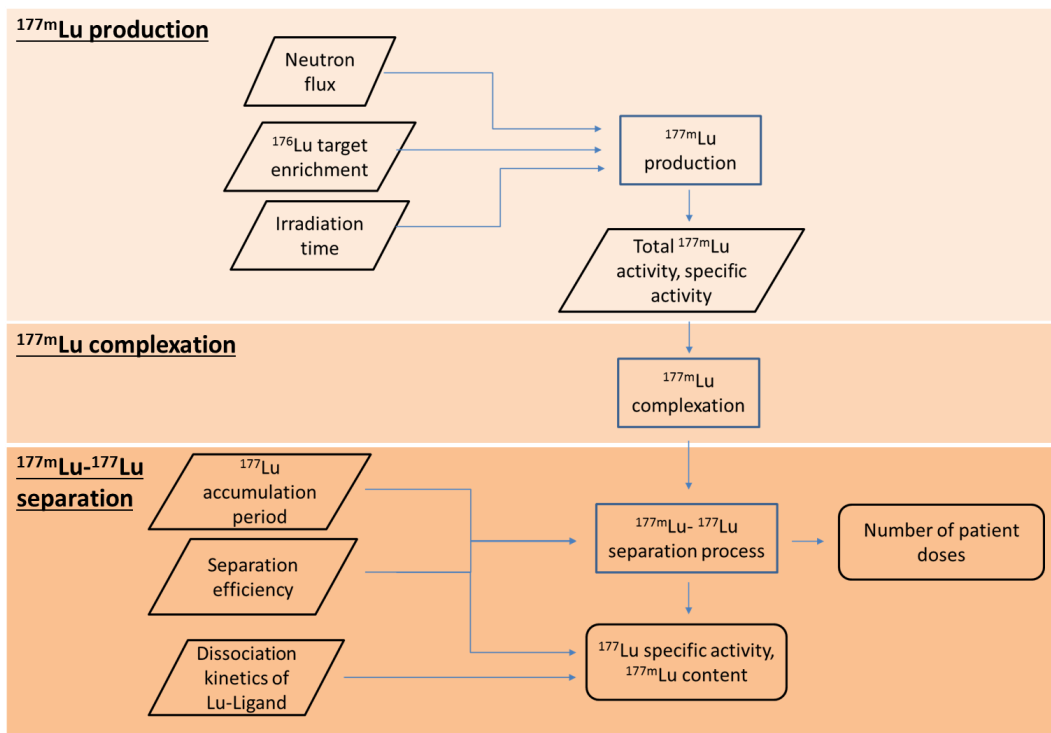 ¹⁷⁷ᵐLu production
Neutron
flux
¹⁷⁶Lu target
enrichment
Irradiation
time
¹⁷⁷ᵐLu
production
Total ¹⁷⁷ᵐLu
activity, specific
activity
¹⁷⁷ᵐLu complexation
¹⁷⁷ᵐLu
complexation
¹⁷⁷ᵐLu-¹⁷⁷Lu
separation
¹⁷⁷Lu
accumulation
period
Separation
efficiency
Dissociation
kinetics of
Lu-Ligand
¹⁷⁷ᵐLu- ¹⁷⁷Lu
separation process
Number of patient
doses
¹⁷⁷Lu specific activity,
¹⁷⁷ᵐLu content